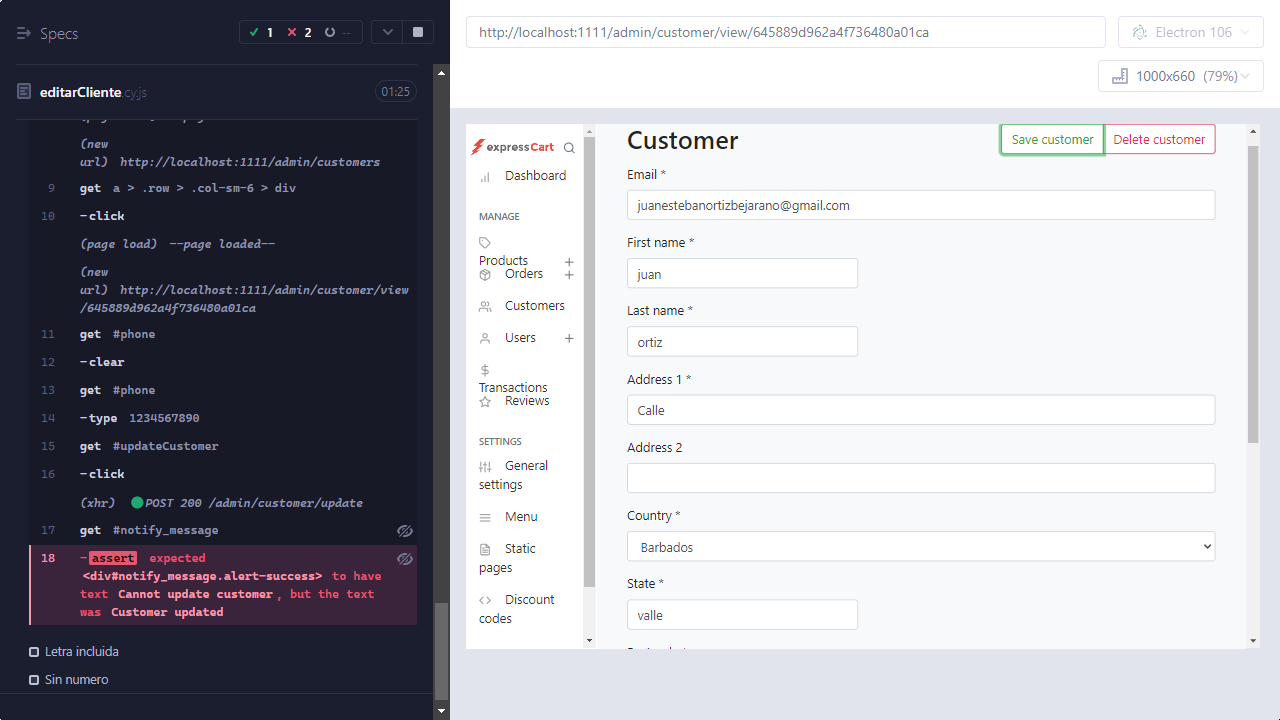 Specs
1
2
--
editarCliente.cy.js
01:25
(new
url) http://localhost:1111/admin/customers
9 get a > .row > .col-sm-6 > div
10 -click
(page load) --page loaded--
(new
url) http://localhost:1111/admin/customer/view
/645889d962a4f736480a01ca
11 get #phone
12 -clear
13 get #phone
14 -type 1234567890
15 get #updateCustomer
16 -click
(xhr) POST 200 /admin/customer/update
17 get #notify_message
18 -assert expected
<div#notify_message.alert-success> to have
text Cannot update customer, but the text
was Customer updated
Letra incluida
Sin numero
http://localhost:1111/admin/customer/view/645889d962a4f736480a01ca
Electron 106
1000x660 (79%)
expressCart
Dashboard
MANAGE
Products +
Orders +
Customers
Users +
Transactions
Reviews
SETTINGS
General
settings
Menu
Static
pages
Discount
codes
Customer
Save customer
Delete customer
Email *
juanestebanortizbejarano@gmail.com
First name *
juan
Last name *
ortiz
Address 1 *
Calle
Address 2
Country *
Barbados
State *
valle